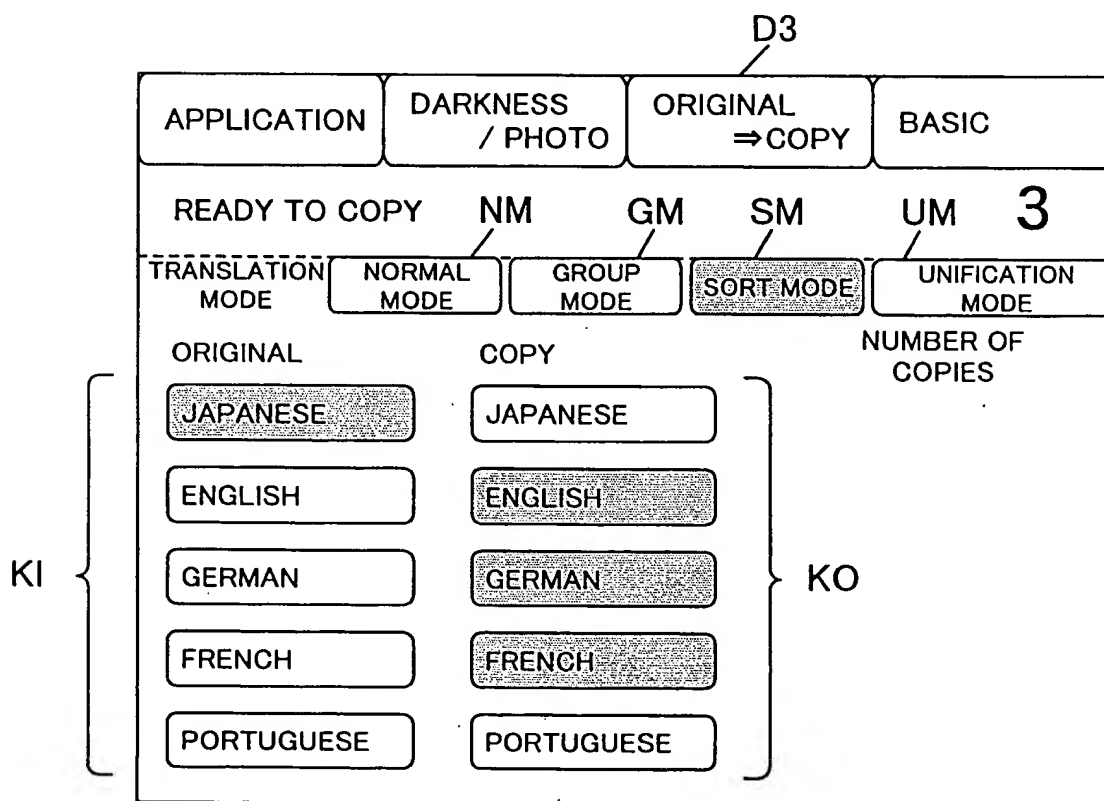 D3
APPLICATION
DARKNESS
/ PHOTO
ORIGINAL
⇒COPY
BASIC
READY TO COPY
NM
GM
SM
UM
3
TRANSLATION
MODE
NORMAL
MODE
GROUP
MODE
SORT MODE
UNIFICATION
MODE
ORIGINAL
COPY
NUMBER OF
COPIES
JAPANESE
JAPANESE
ENGLISH
ENGLISH
KI
GERMAN
GERMAN
KO
FRENCH
FRENCH
PORTUGUESE
PORTUGUESE